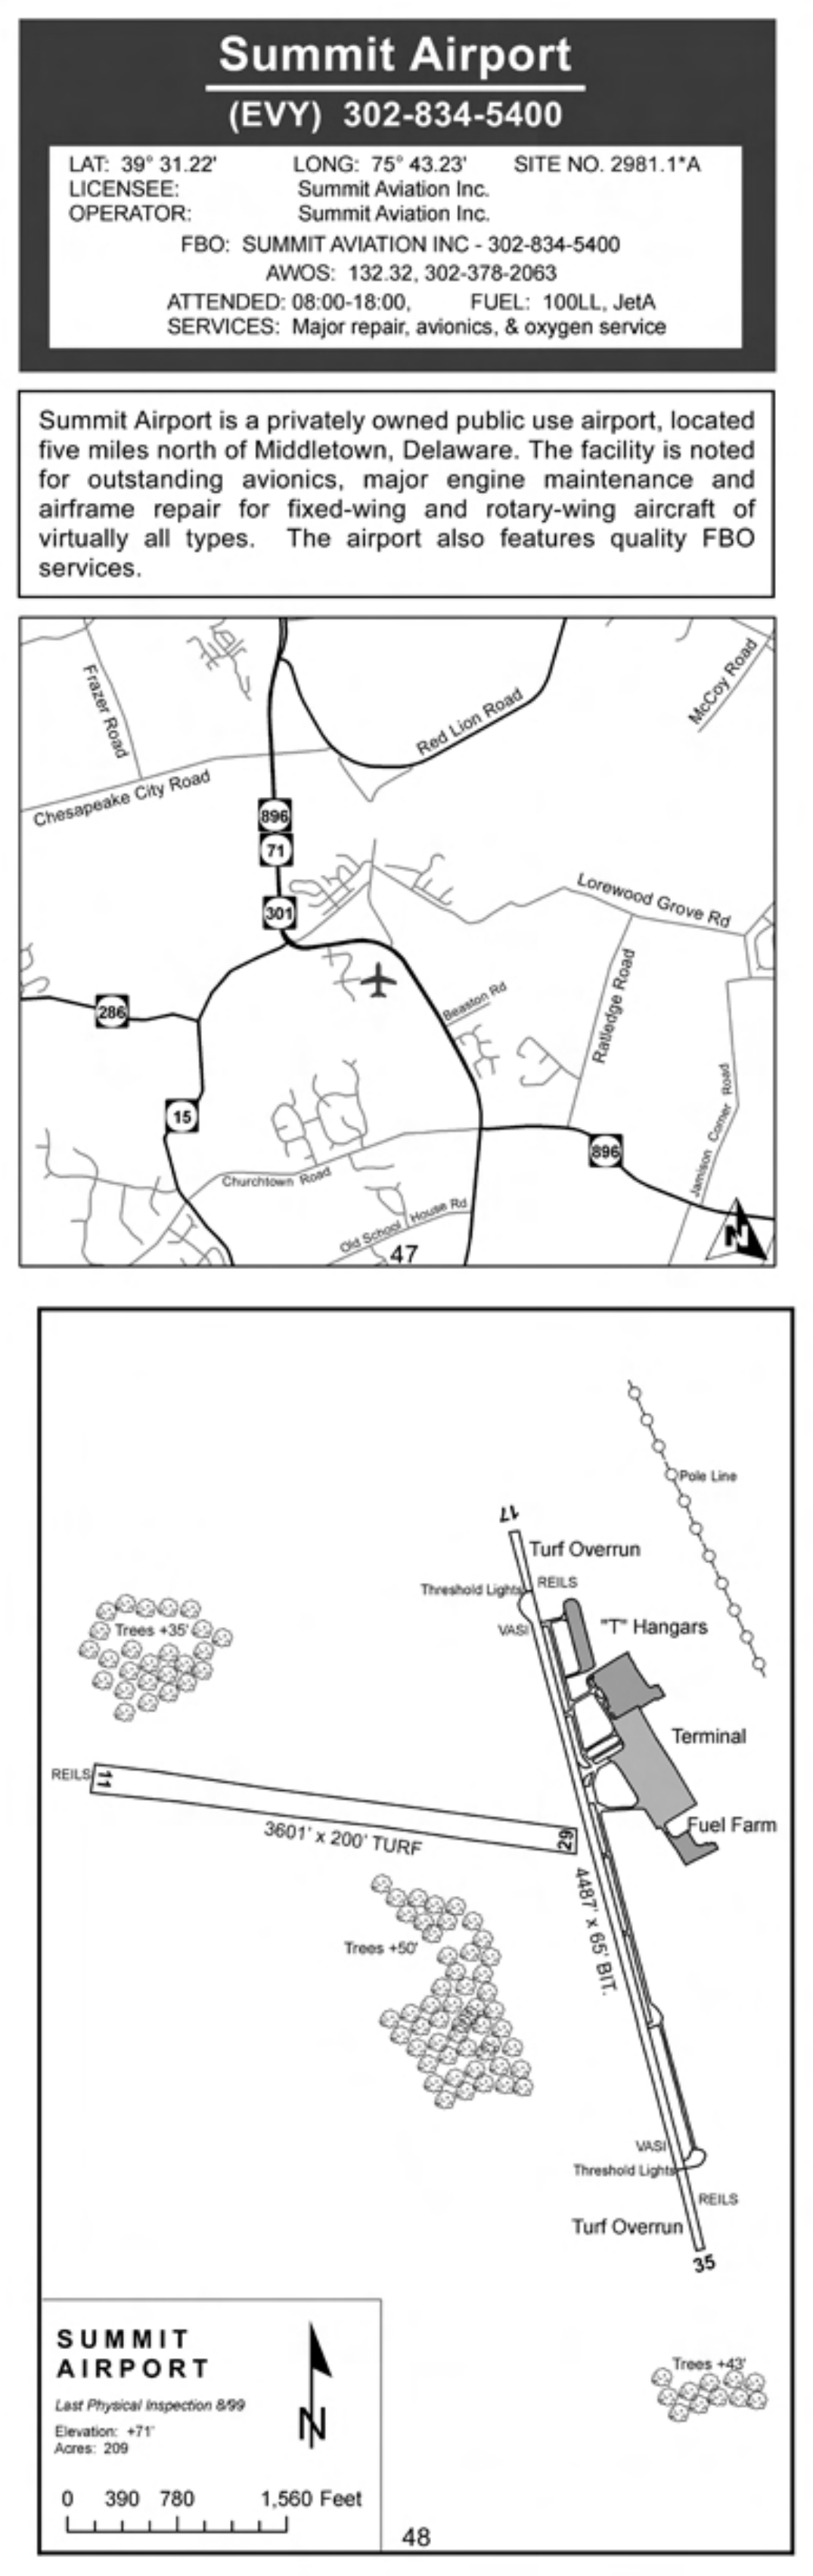 Summit Airport
(EVY) 302-834-5400
LAT: 39° 31.22' LONG: 75° 43.23' SITE NO. 2981.1*A
LICENSEE: Summit Aviation Inc.
OPERATOR: Summit Aviation Inc.
FBO: SUMMIT AVIATION INC - 302-834-5400
AWOS: 132.32, 302-378-2063
ATTENDED: 08:00-18:00, FUEL: 100LL, JetA
SERVICES: Major repair, avionics, & oxygen service
Summit Airport is a privately owned public use airport, located
five miles north of Middletown, Delaware. The facility is noted
for outstanding avionics, major engine maintenance and
airframe repair for fixed-wing and rotary-wing aircraft of
virtually all types. The airport also features quality FBO
services.
Frazer Road
McCoy Road
Red Lion Road
Chesapeake City Road
896
71
301
Lorewood Grove Rd
Ratledge Road
Beaston Rd
286
15
Jamison Corner Road
896
Churchtown Road
Old School House Rd
N
47
Pole Line
17
Turf Overrun
REILS
Threshold Lights
VASI
"T" Hangars
Trees +35'
Terminal
REILS
11
3601' x 200' TURF
29
Fuel Farm
4487' x 65' BIT.
Trees +50'
VASI
Threshold Lights
REILS
Turf Overrun
35
SUMMIT
AIRPORT
Last Physical Inspection 8/99
Elevation: +71'
Acres: 209
N
Trees +43'
0 390 780 1,560 Feet
48